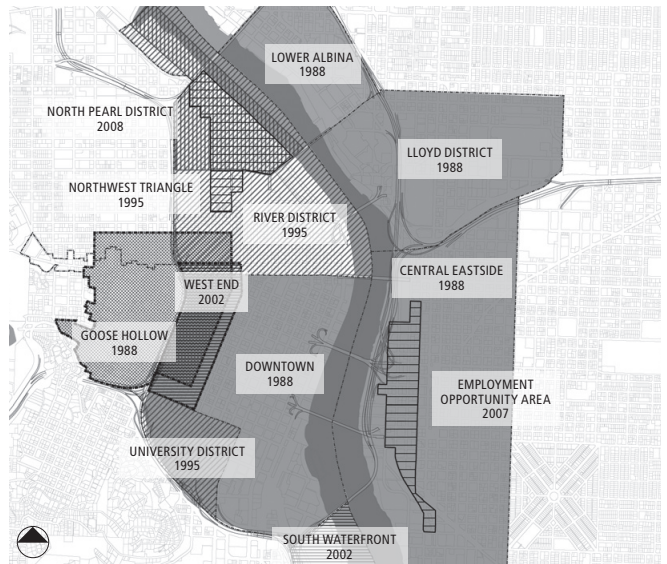 LOWER ALBINA
1988
NORTH PEARL DISTRICT
2008
LLOYD DISTRICT
1988
NORTHWEST TRIANGLE
1995
RIVER DISTRICT
1995
WEST END
2002
CENTRAL EASTSIDE
1988
GOOSE HOLLOW
1988
DOWNTOWN
1988
EMPLOYMENT
OPPORTUNITY AREA
2007
UNIVERSITY DISTRICT
1995
SOUTH WATERFRONT
2002